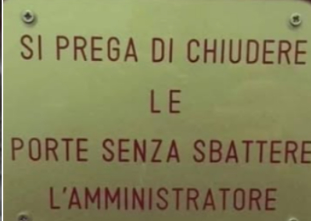 SI PREGA DI CHIUDERE
LE
PORTE SENZA SBATTERE
L'AMMINISTRATORE